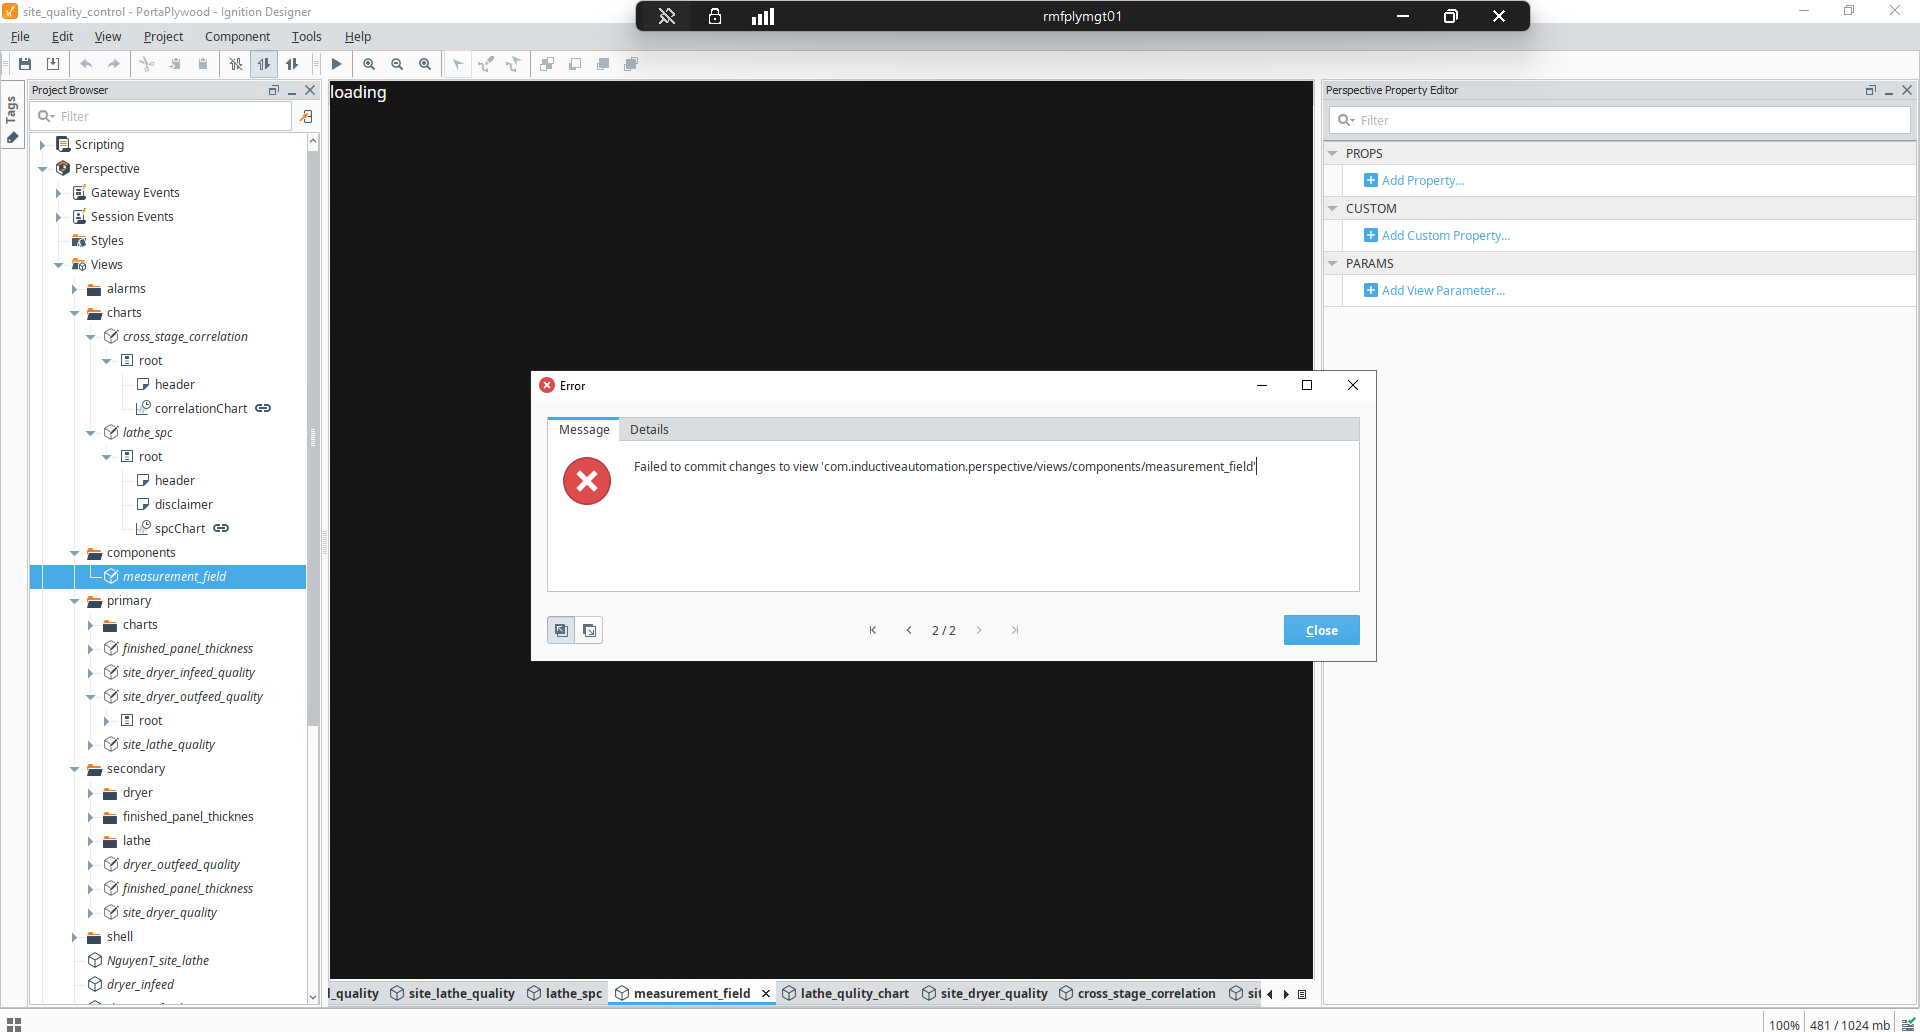 site_quality_control - PortaPlywood - Ignition Designer
rmfplymgt01
File Edit View Project Component Tools Help
Tags
Project Browser
Filter
Scripting
Perspective
Gateway Events
Session Events
Styles
Views
alarms
charts
cross_stage_correlation
root
header
correlationChart
lathe_spc
root
header
disclaimer
spcChart
components
measurement_field
primary
charts
finished_panel_thickness
site_dryer_infeed_quality
site_dryer_outfeed_quality
root
site_lathe_quality
secondary
dryer
finished_panel_thicknes
lathe
dryer_outfeed_quality
finished_panel_thickness
site_dryer_quality
shell
NguyenT_site_lathe
dryer_infeed
loading
Error
Message Details
Failed to commit changes to view 'com.inductiveautomation.perspective/views/components/measurement_field'
2 / 2
Close
l_quality site_lathe_quality lathe_spc measurement_field lathe_qulity_chart site_dryer_quality cross_stage_correlation sit
Perspective Property Editor
Filter
PROPS
Add Property...
CUSTOM
Add Custom Property...
PARAMS
Add View Parameter...
100% 481 / 1024 mb